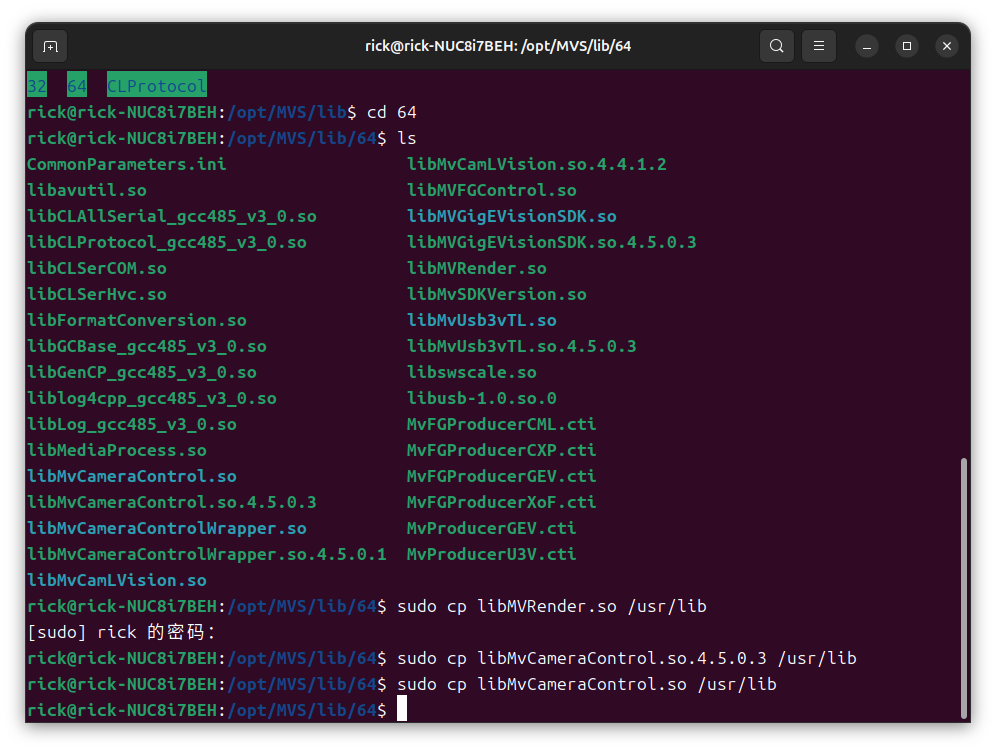 rick@rick-NUC8i7BEH: /opt/MVS/lib/64
32  64  CLProtocol
rick@rick-NUC8i7BEH:/opt/MVS/lib$ cd 64
rick@rick-NUC8i7BEH:/opt/MVS/lib/64$ ls
CommonParameters.ini                  libMvCamLVision.so.4.4.1.2
libavutil.so                          libMVFGControl.so
libCLAllSerial_gcc485_v3_0.so         libMVGigEVisionSDK.so
libCLProtocol_gcc485_v3_0.so          libMVGigEVisionSDK.so.4.5.0.3
libCLSerCOM.so                        libMVRender.so
libCLSerHvc.so                        libMvSDKVersion.so
libFormatConversion.so                libMvUsb3vTL.so
libGCBase_gcc485_v3_0.so              libMvUsb3vTL.so.4.5.0.3
libGenCP_gcc485_v3_0.so               libswscale.so
liblog4cpp_gcc485_v3_0.so             libusb-1.0.so.0
libLog_gcc485_v3_0.so                 MvFGProducerCML.cti
libMediaProcess.so                    MvFGProducerCXP.cti
libMvCameraControl.so                 MvFGProducerGEV.cti
libMvCameraControl.so.4.5.0.3         MvFGProducerXoF.cti
libMvCameraControlWrapper.so          MvProducerGEV.cti
libMvCameraControlWrapper.so.4.5.0.1  MvProducerU3V.cti
libMvCamLVision.so
rick@rick-NUC8i7BEH:/opt/MVS/lib/64$ sudo cp libMVRender.so /usr/lib
[sudo] rick 的密码：
rick@rick-NUC8i7BEH:/opt/MVS/lib/64$ sudo cp libMvCameraControl.so.4.5.0.3 /usr/lib
rick@rick-NUC8i7BEH:/opt/MVS/lib/64$ sudo cp libMvCameraControl.so /usr/lib
rick@rick-NUC8i7BEH:/opt/MVS/lib/64$